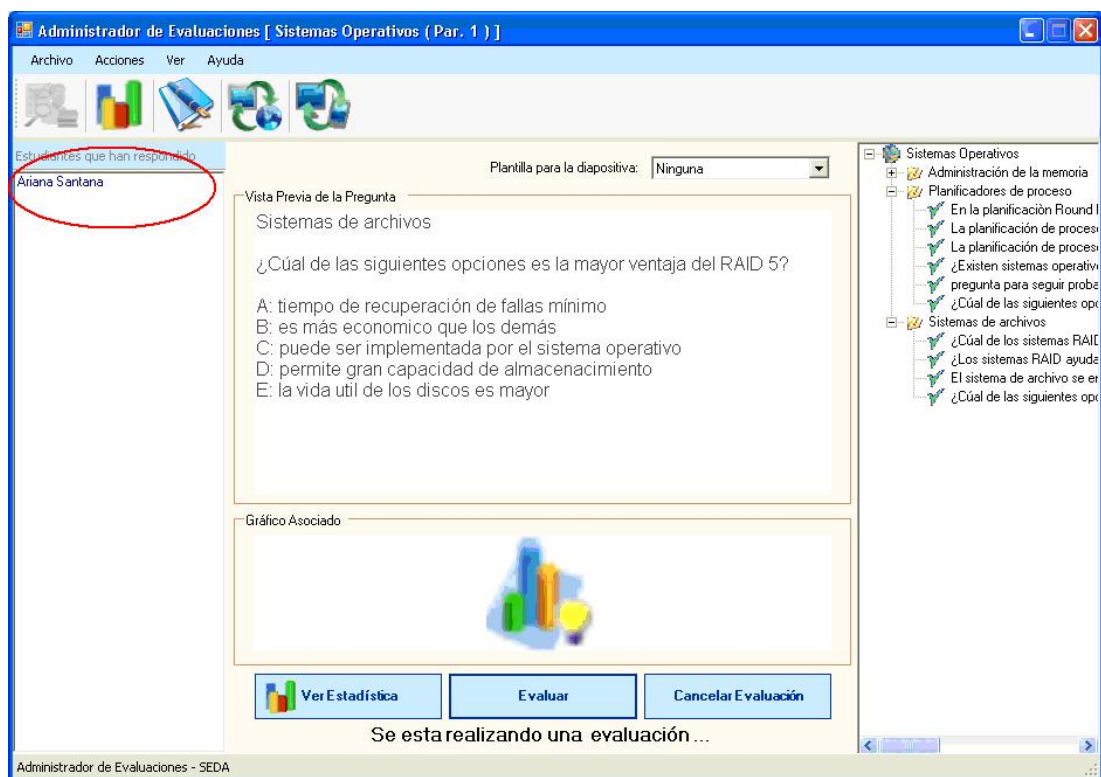 Administrador de Evaluaciones [ Sistemas Operativos ( Par. 1 ) ]
Archivo Acciones Ver Ayuda
Estudiantes que han respondido
Ariana Santana
Plantilla para la diapositiva: Ninguna
Vista Previa de la Pregunta
Sistemas de archivos
¿Cúal de las siguientes opciones es la mayor ventaja del RAID 5?
A: tiempo de recuperación de fallas mínimo
B: es más economico que los demás
C: puede ser implementada por el sistema operativo
D: permite gran capacidad de almacenacimiento
E: la vida util de los discos es mayor
Gráfico Asociado
Ver Estadística Evaluar Cancelar Evaluación
Se esta realizando una evaluación ...
Sistemas Operativos
Administración de la memoria
Planificadores de proceso
En la planificaciòn Round
La planificación de proces
La planificación de proces
¿Existen sistemas operativ
pregunta para seguir proba
¿Cúal de las siguientes opc
Sistemas de archivos
¿Cúal de los sistemas RAID
¿Los sistemas RAID ayuda
El sistema de archivo se en
¿Cúal de las siguientes opc
Administrador de Evaluaciones - SEDA